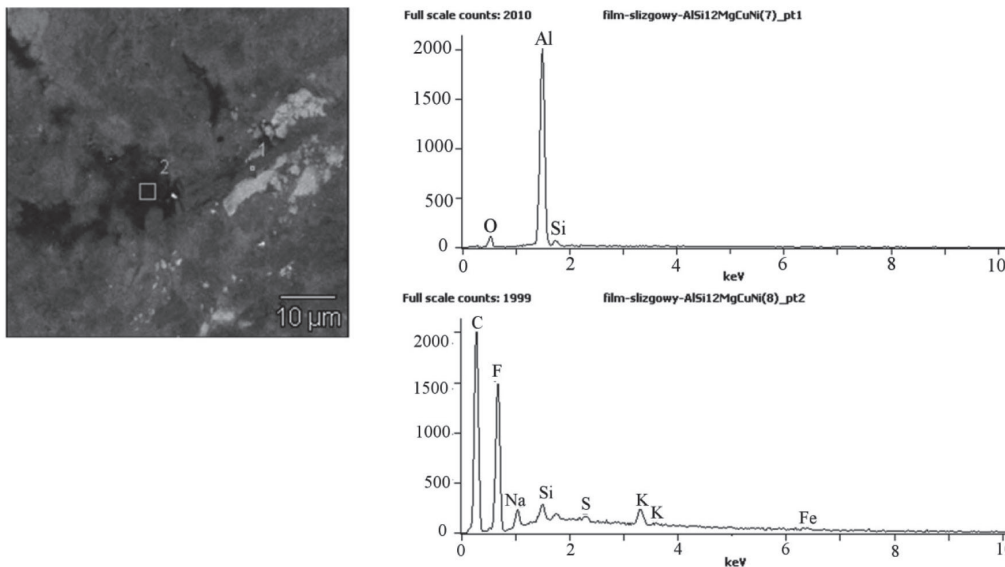 2
1
10 µm
Full scale counts: 2010 film-slizgowy-AlSi12MgCuNi(7)_pt1
2000
1500
1000
500
0
Al
O
Si
0 2 4 6 8 10
keV
Full scale counts: 1999 film-slizgowy-AlSi12MgCuNi(8)_pt2
2000
1500
1000
500
0
C
F
Na
Si
S
K
K
Fe
0 2 4 6 8 10
keV